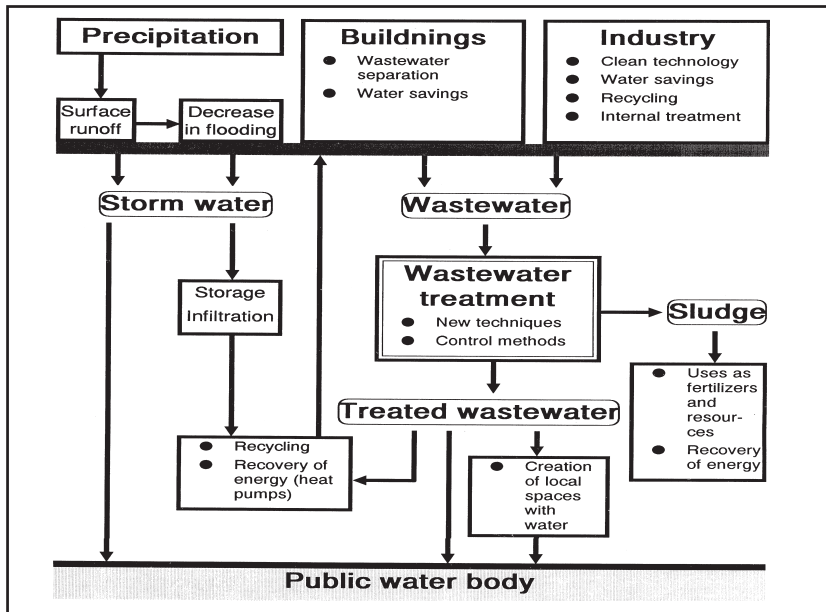 Precipitation
Surface
runoff
Decrease
in flooding
Buildnings
Wastewater
separation
Water savings
Industry
Clean technology
Water savings
Recycling
Internal treatment
Storm water
Wastewater
Storage
Infiltration
Wastewater
treatment
New techniques
Control methods
Sludge
Uses as
fertilizers
and
resour-
ces
Recovery
of energy
Treated wastewater
Recycling
Recovery of
energy (heat
pumps)
Creation
of local
spaces
with
water
Public water body